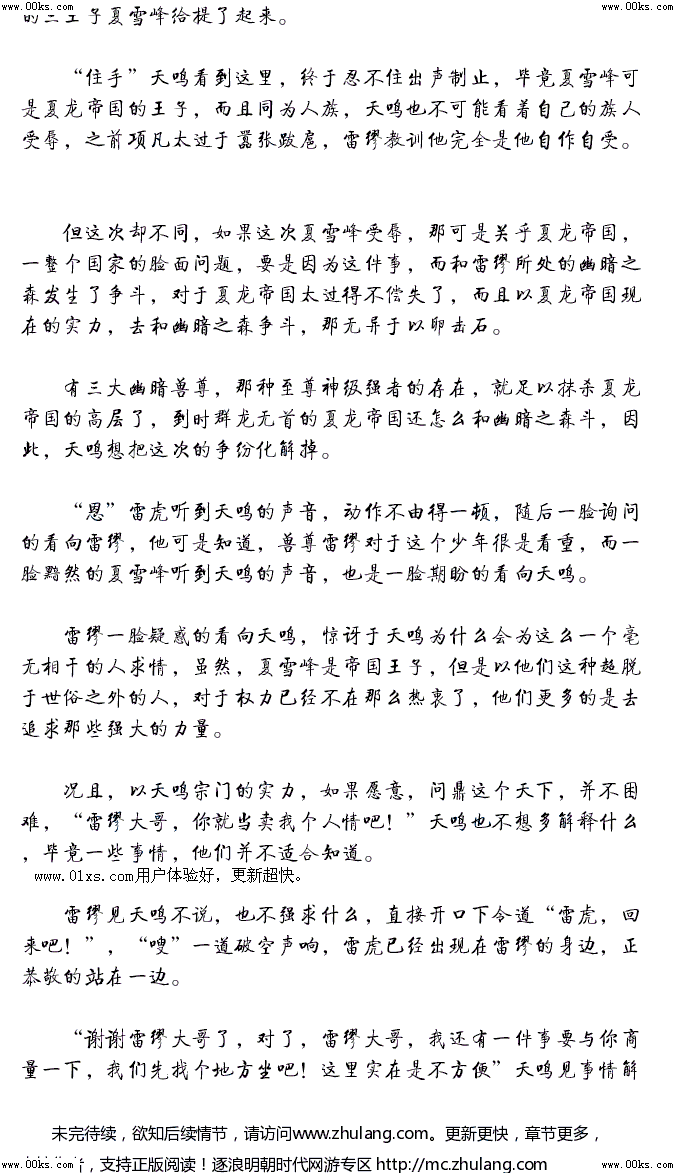 www.00ks.com www.00ks.com
的三王子夏雪峰给提了起来。
“住手”天鸣看到这里，终于忍不住出声制止，毕竟夏雪峰可
是夏龙帝国的王子，而且同为人族，天鸣也不可能看着自己的族人
受辱，之前项凡太过于嚣张跋扈，雷缪教训他完全是他自作自受。
但这次却不同，如果这次夏雪峰受辱，那可是关乎夏龙帝国，
一整个国家的脸面问题，要是因为这件事，而和雷缪所处的幽暗之
森发生了争斗，对于夏龙帝国太过得不偿失了，而且以夏龙帝国现
在的实力，去和幽暗之森争斗，那无异于以卵击石。
有三大幽暗兽尊，那种至尊神级强者的存在，就足以抹杀夏龙
帝国的高层了，到时群龙无首的夏龙帝国还怎么和幽暗之森斗，因
此，天鸣想把这次的争纷化解掉。
“恩”雷虎听到天鸣的声音，动作不由得一顿，随后一脸询问
的看向雷缪，他可是知道，兽尊雷缪对于这个少年很是看重，而一
脸黯然的夏雪峰听到天鸣的声音，也是一脸期盼的看向天鸣。
雷缪一脸疑惑的看向天鸣，惊讶于天鸣为什么会为这么一个毫
无相干的人求情，虽然，夏雪峰是帝国王子，但是以他们这种超脱
于世俗之外的人，对于权力已经不在那么热衷了，他们更多的是去
追求那些强大的力量。
况且，以天鸣宗门的实力，如果愿意，问鼎这个天下，并不困
难，“雷缪大哥，你就当卖我个人情吧！”天鸣也不想多解释什么
，毕竟一些事情，他们并不适合知道。
www.01xs.com用户体验好，更新超快。
雷缪见天鸣不说，也不强求什么，直接开口下令道“雷虎，回
来吧！”，“嗖”一道破空声响，雷虎已经出现在雷缪的身边，正
恭敬的站在一边。
“谢谢雷缪大哥了，对了，雷缪大哥，我还有一件事要与你商
量一下，我们先找个地方坐吧！这里实在是不方便”天鸣见事情解
未完待续，欲知后续情节，请访问www.zhulang.com。更新更快，章节更多，
，支持正版阅读！逐浪明朝时代网游专区 http://mc.zhulang.com
www.00ks.com www.00ks.com